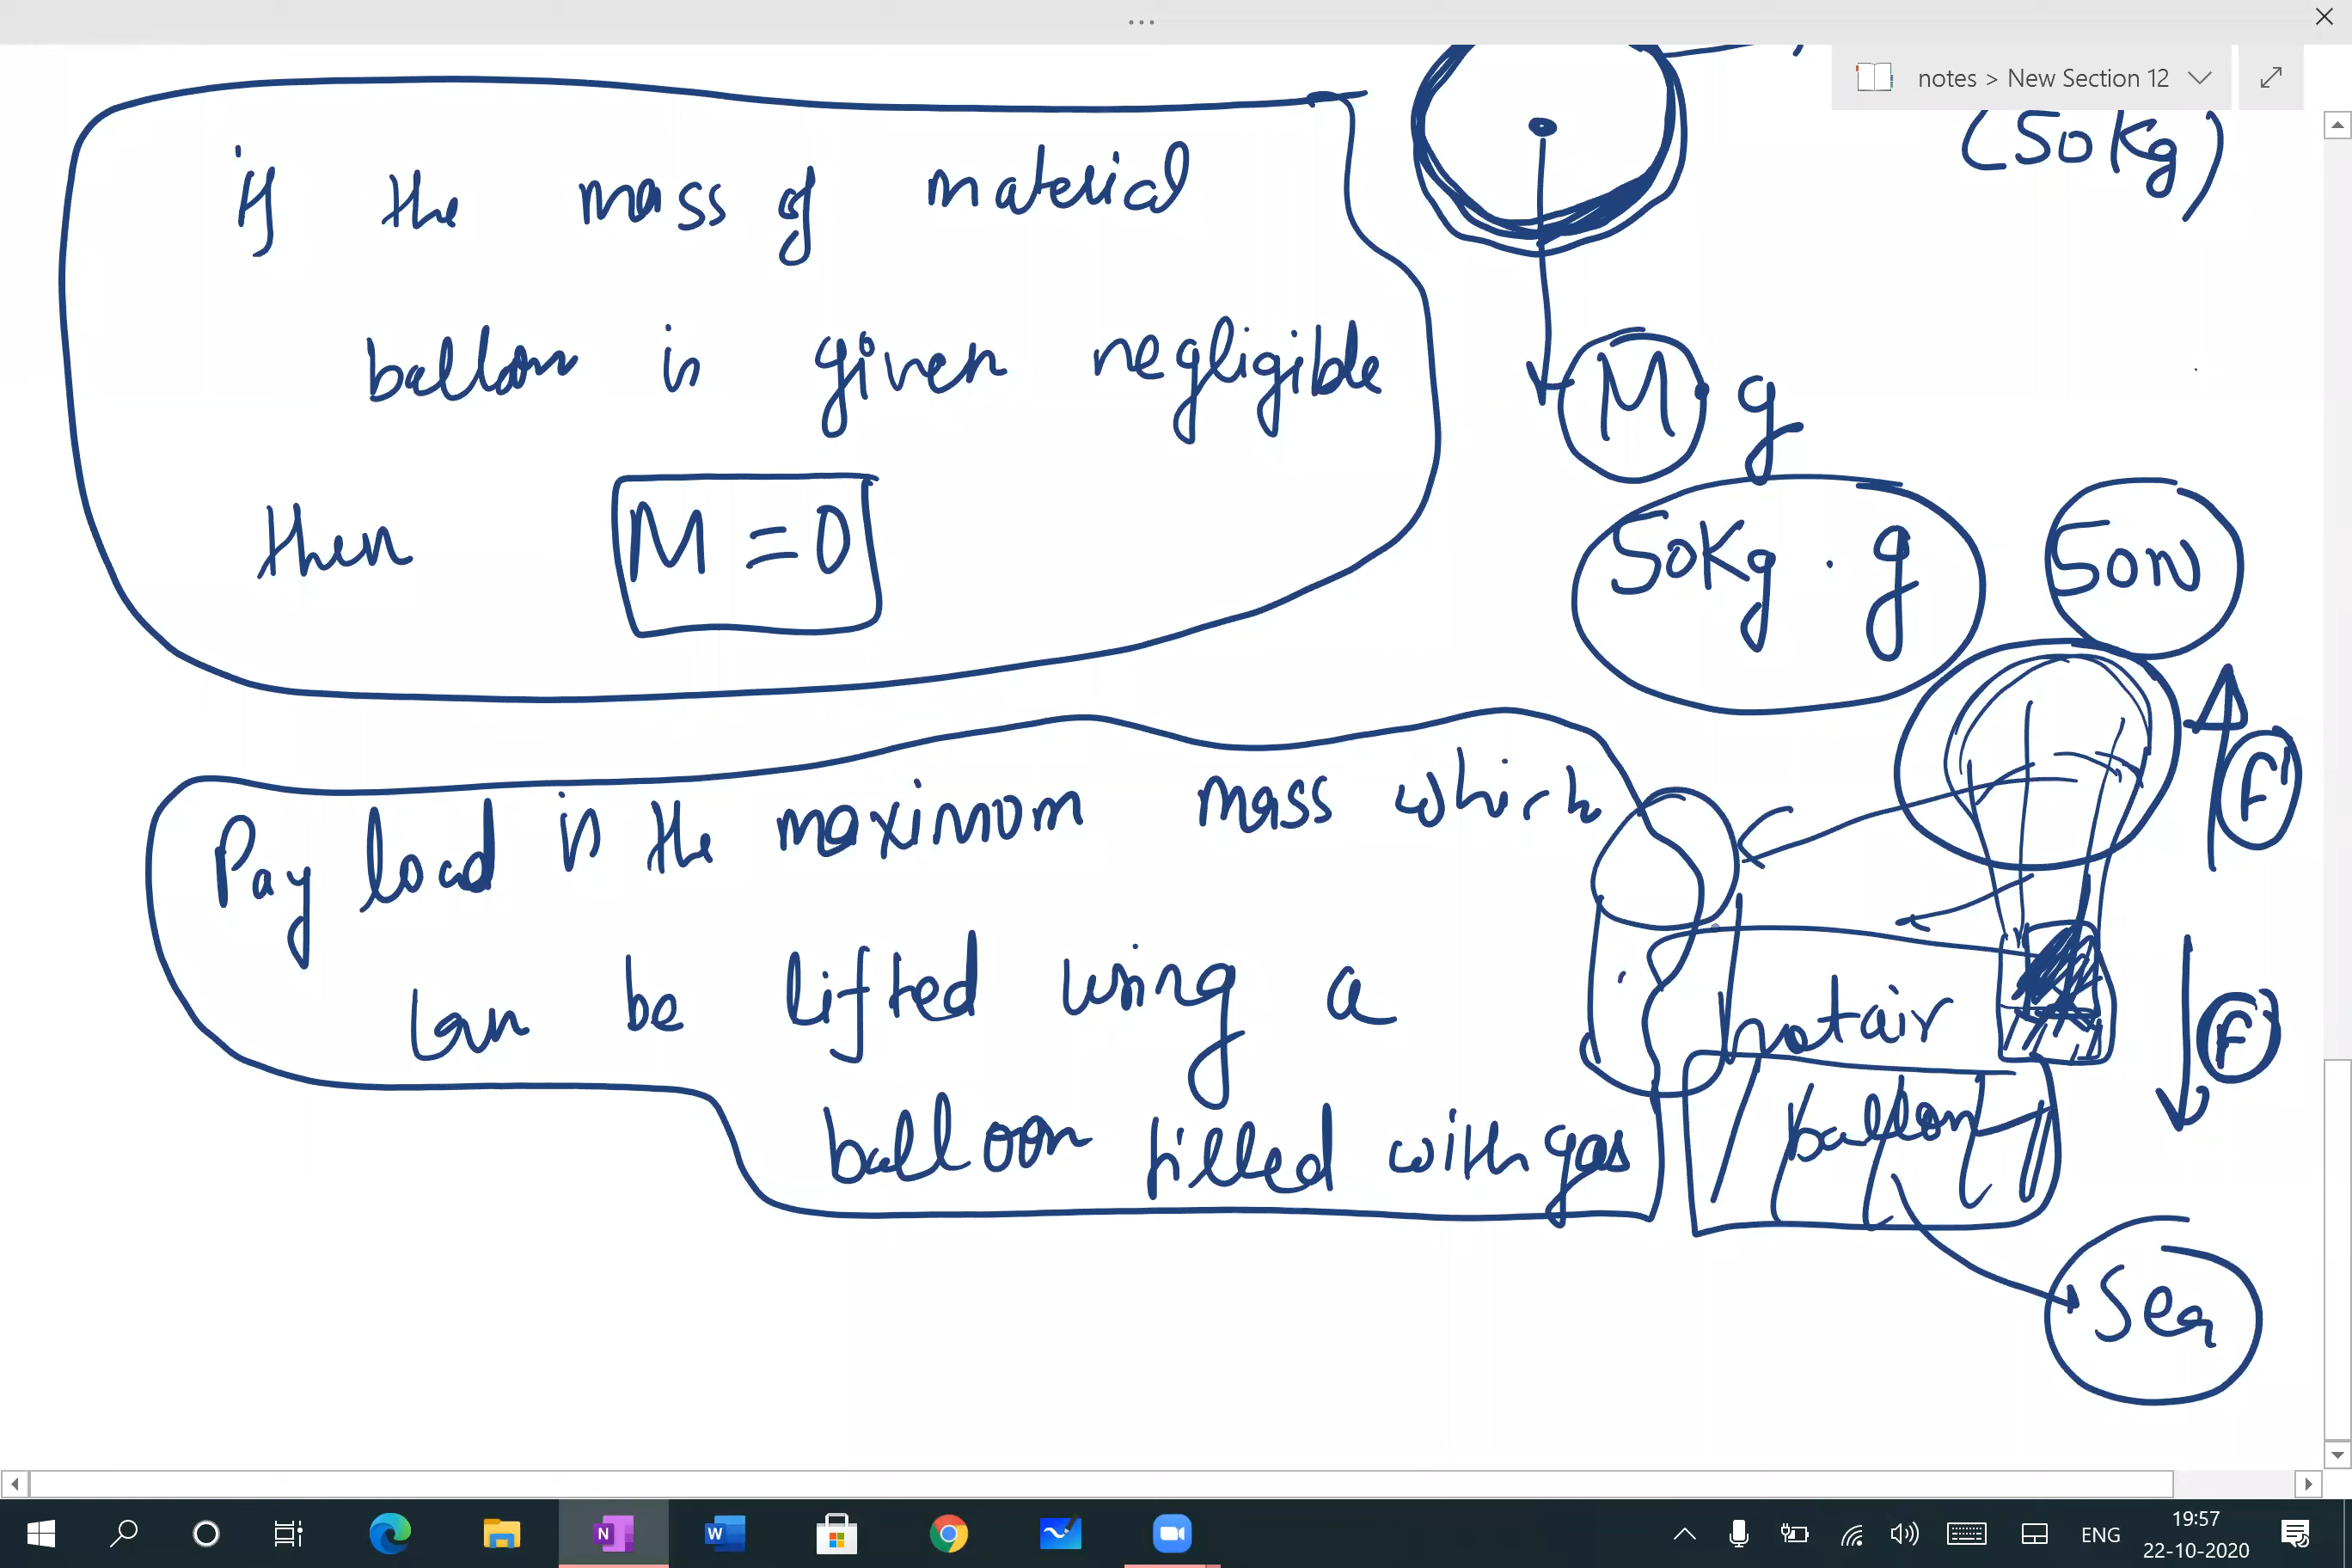 notes > New Section 12
(50Kg)
if the mass of material
balloon is given negligible
then M = 0
M g
50Kg . g
50N
F'
Pay load is the maximum mass which
can be lifted using a
balloon filled with gas
hotair
ballon
F
Sea
N
W
ENG
19:57
22-10-2020